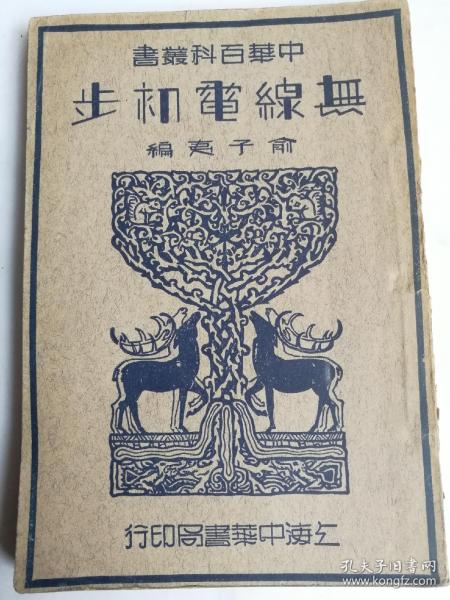 中華百科叢書
無線電初步
俞子夷編
上海中華書局印行
孔夫子旧书网
www.kongfz.com